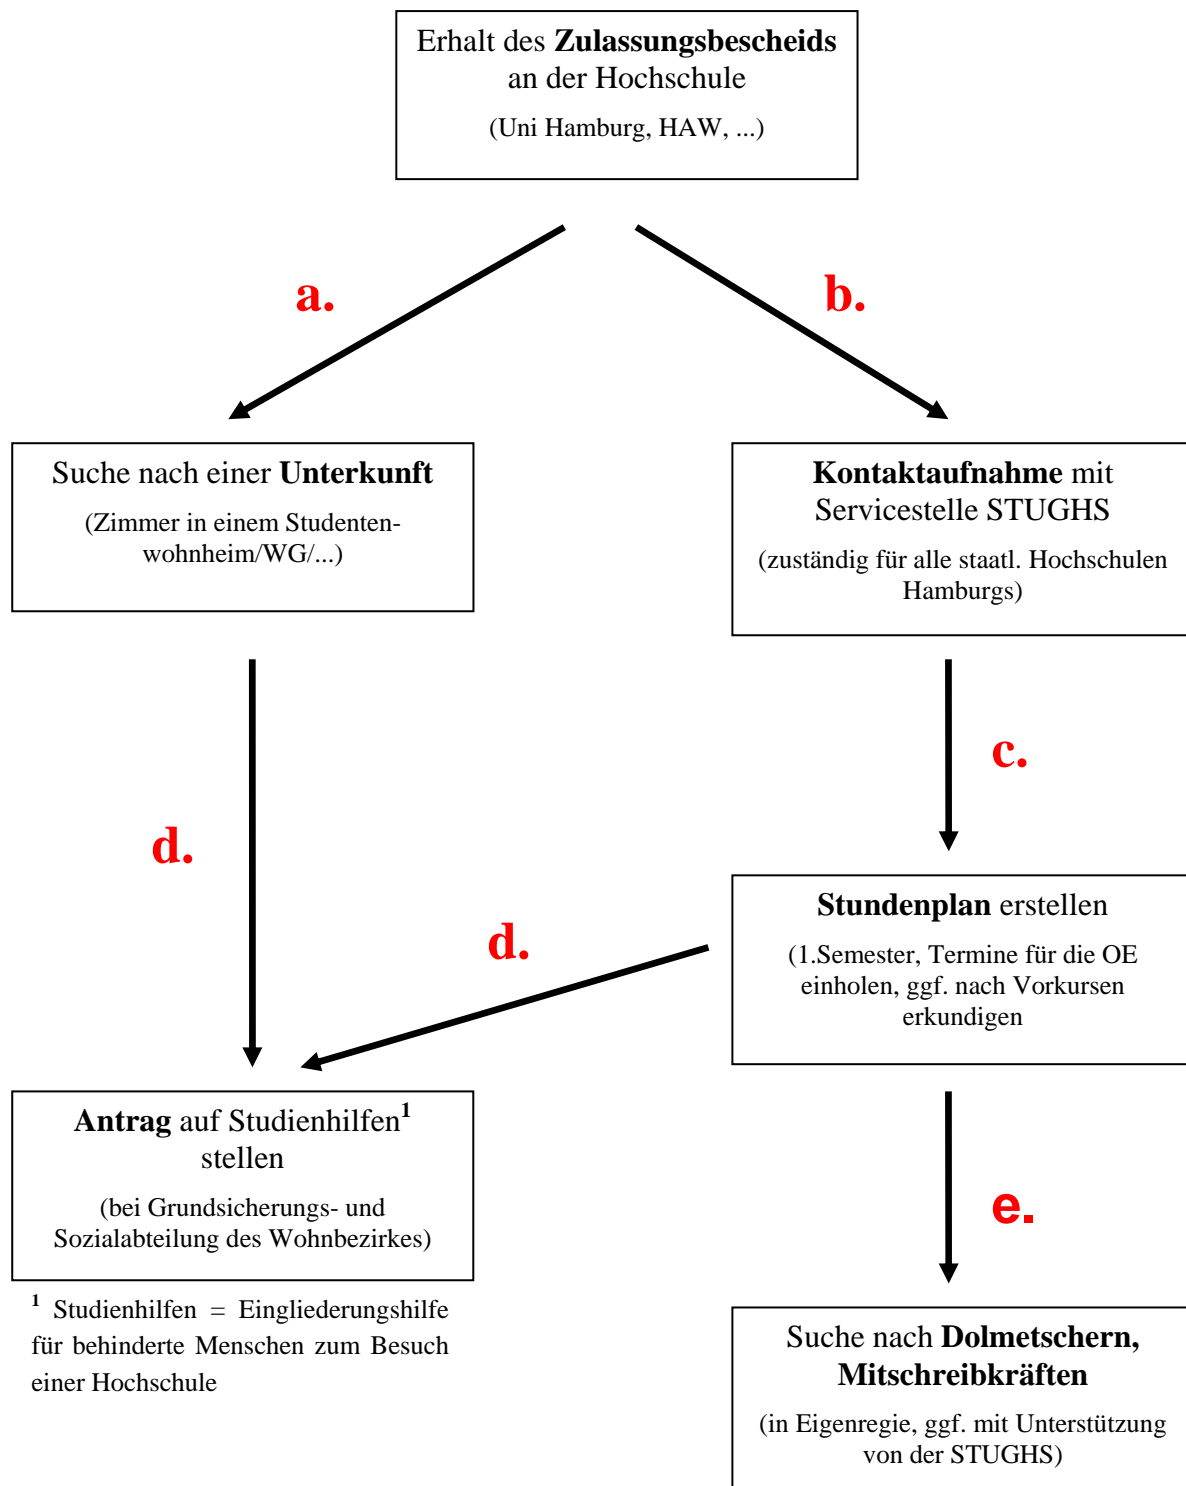 Erhalt des Zulassungsbescheids
an der Hochschule
(Uni Hamburg, HAW, ...)
a.
b.
Suche nach einer Unterkunft
(Zimmer in einem Studenten-
wohnheim/WG/...)
Kontaktaufnahme mit
Servicestelle STUGHS
(zuständig für alle staatl. Hochschulen
Hamburgs)
c.
d.
d.
Stundenplan erstellen
(1.Semester, Termine für die OE
einholen, ggf. nach Vorkursen
erkundigen
Antrag auf Studienhilfen¹
stellen
(bei Grundsicherungs- und
Sozialabteilung des Wohnbezirkes)
¹ Studienhilfen = Eingliederungshilfe
für behinderte Menschen zum Besuch
einer Hochschule
e.
Suche nach Dolmetschern,
Mitschreibkräften
(in Eigenregie, ggf. mit Unterstützung
von der STUGHS)